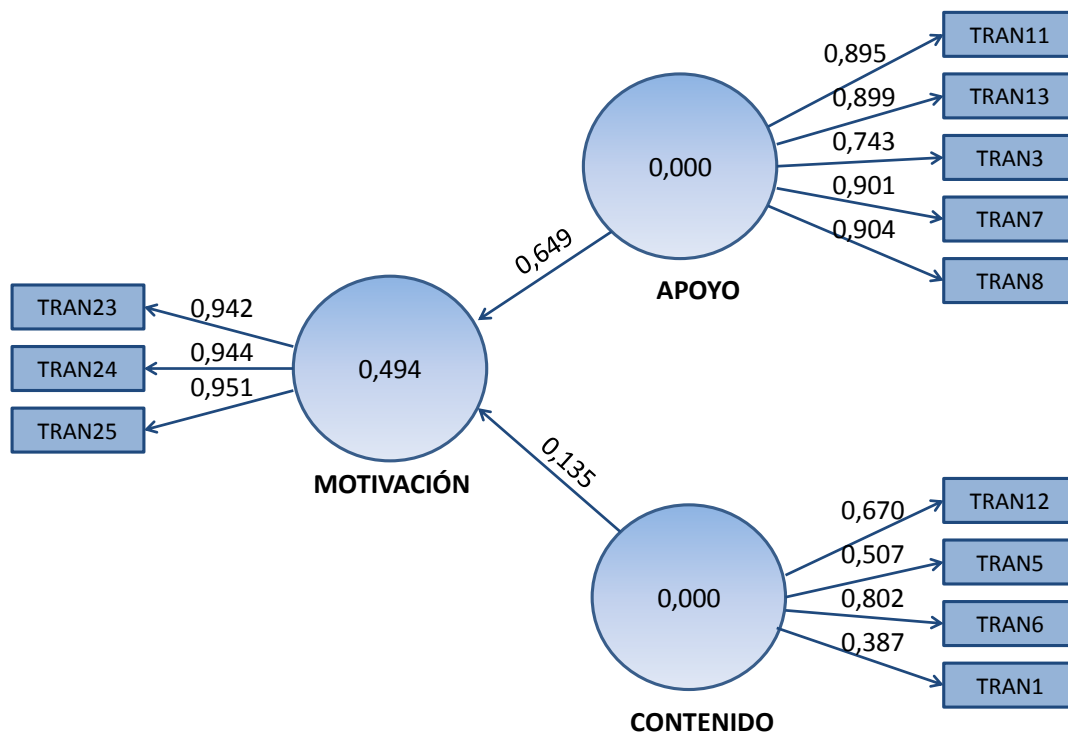 TRAN11
0,895
TRAN13
0,899
TRAN3
0,743
0,000
TRAN7
0,901
TRAN8
0,904
APOYO
0,649
TRAN23
0,942
TRAN24
0,944
TRAN25
0,951
0,494
MOTIVACIÓN
0,135
TRAN12
0,670
TRAN5
0,507
0,000
TRAN6
0,802
TRAN1
0,387
CONTENIDO